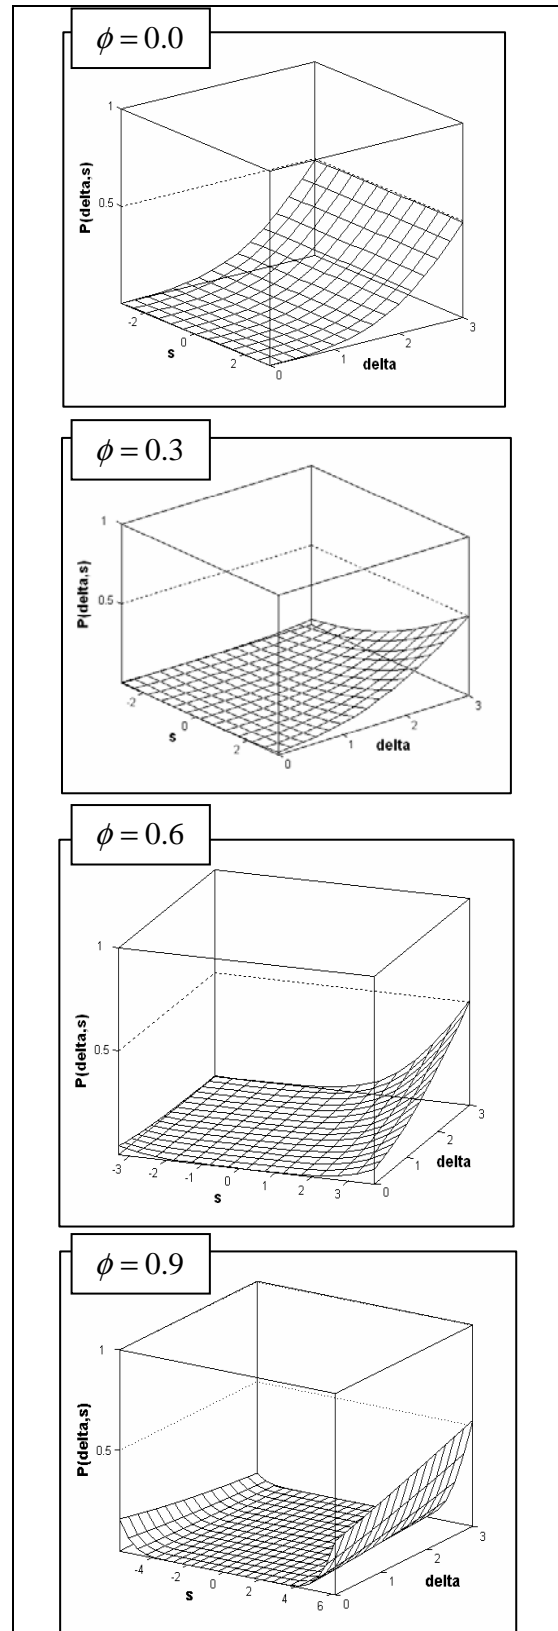 ϕ = 0.0
1
0.5
P(delta,s)
-2
0
2
s
0
1
2
3
delta
ϕ = 0.3
1
0.5
P(delta,s)
-2
0
2
s
0
1
2
3
delta
ϕ = 0.6
1
0.5
P(delta,s)
-3
-2
-1
0
1
2
3
s
0
1
2
3
delta
ϕ = 0.9
1
0.5
P(delta,s)
-4
-2
0
2
4
6
s
0
1
2
3
delta